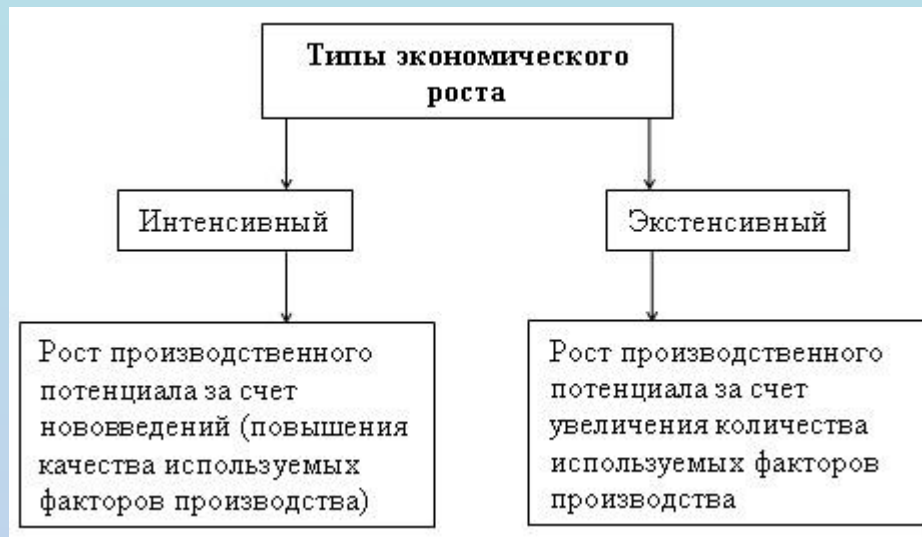 Типы экономического
роста
Интенсивный
Экстенсивный
Рост производственного
потенциала за счет
нововведений (повышения
качества используемых
факторов производства)
Рост производственного
потенциала за счет
увеличения количества
используемых факторов
производства